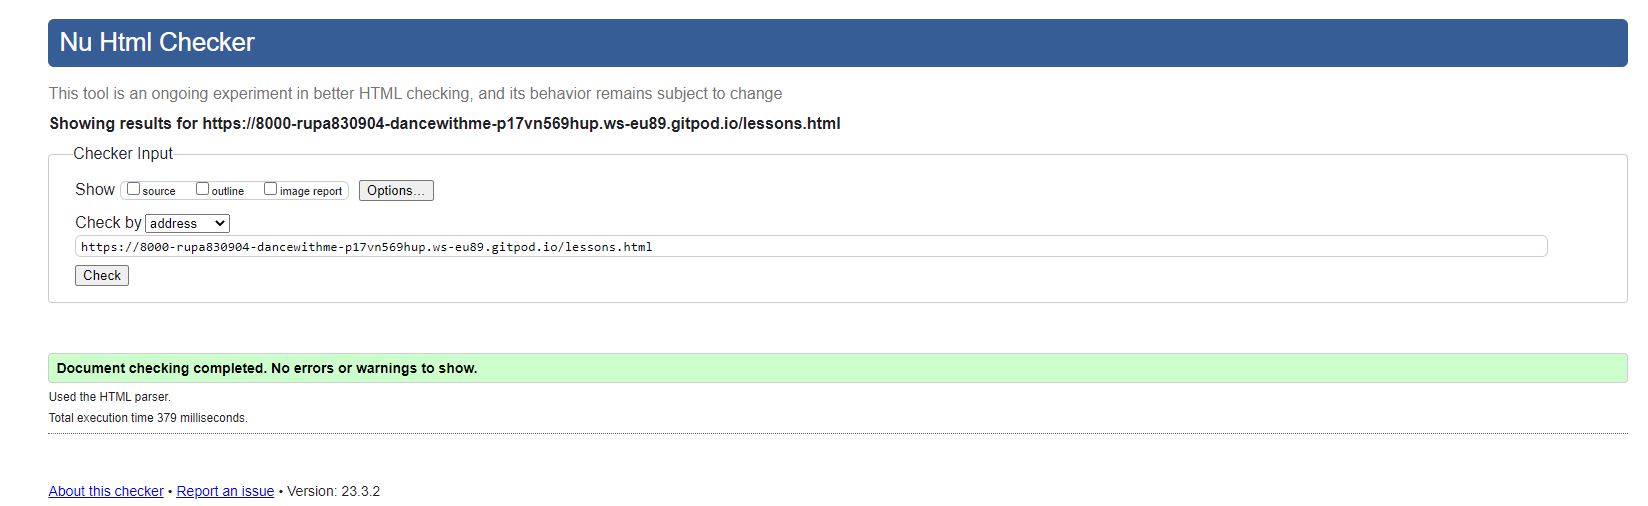 Nu Html Checker
This tool is an ongoing experiment in better HTML checking, and its behavior remains subject to change
Showing results for https://8000-rupa830904-dancewithme-p17vn569hup.ws-eu89.gitpod.io/lessons.html
Checker Input
Show source outline image report Options...
Check by address
https://8000-rupa830904-dancewithme-p17vn569hup.ws-eu89.gitpod.io/lessons.html
Check
Document checking completed. No errors or warnings to show.
Used the HTML parser.
Total execution time 379 milliseconds.
About this checker • Report an issue • Version: 23.3.2